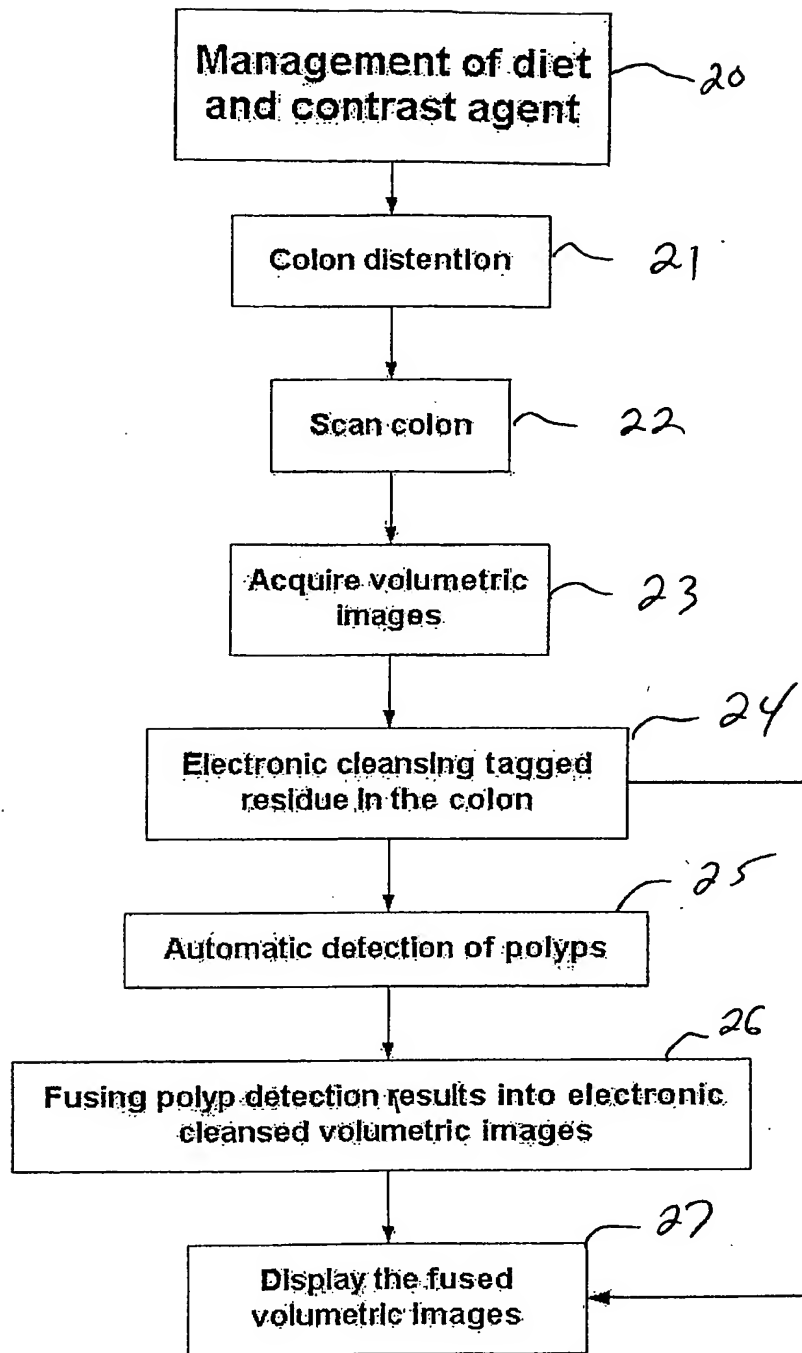 Management of diet
and contrast agent
20
Colon distention
21
Scan colon
22
Acquire volumetric
images
23
24
Electronic cleansing tagged
residue in the colon
25
Automatic detection of polyps
26
Fusing polyp detection results into electronic
cleansed volumetric images
27
Display the fused
volumetric images